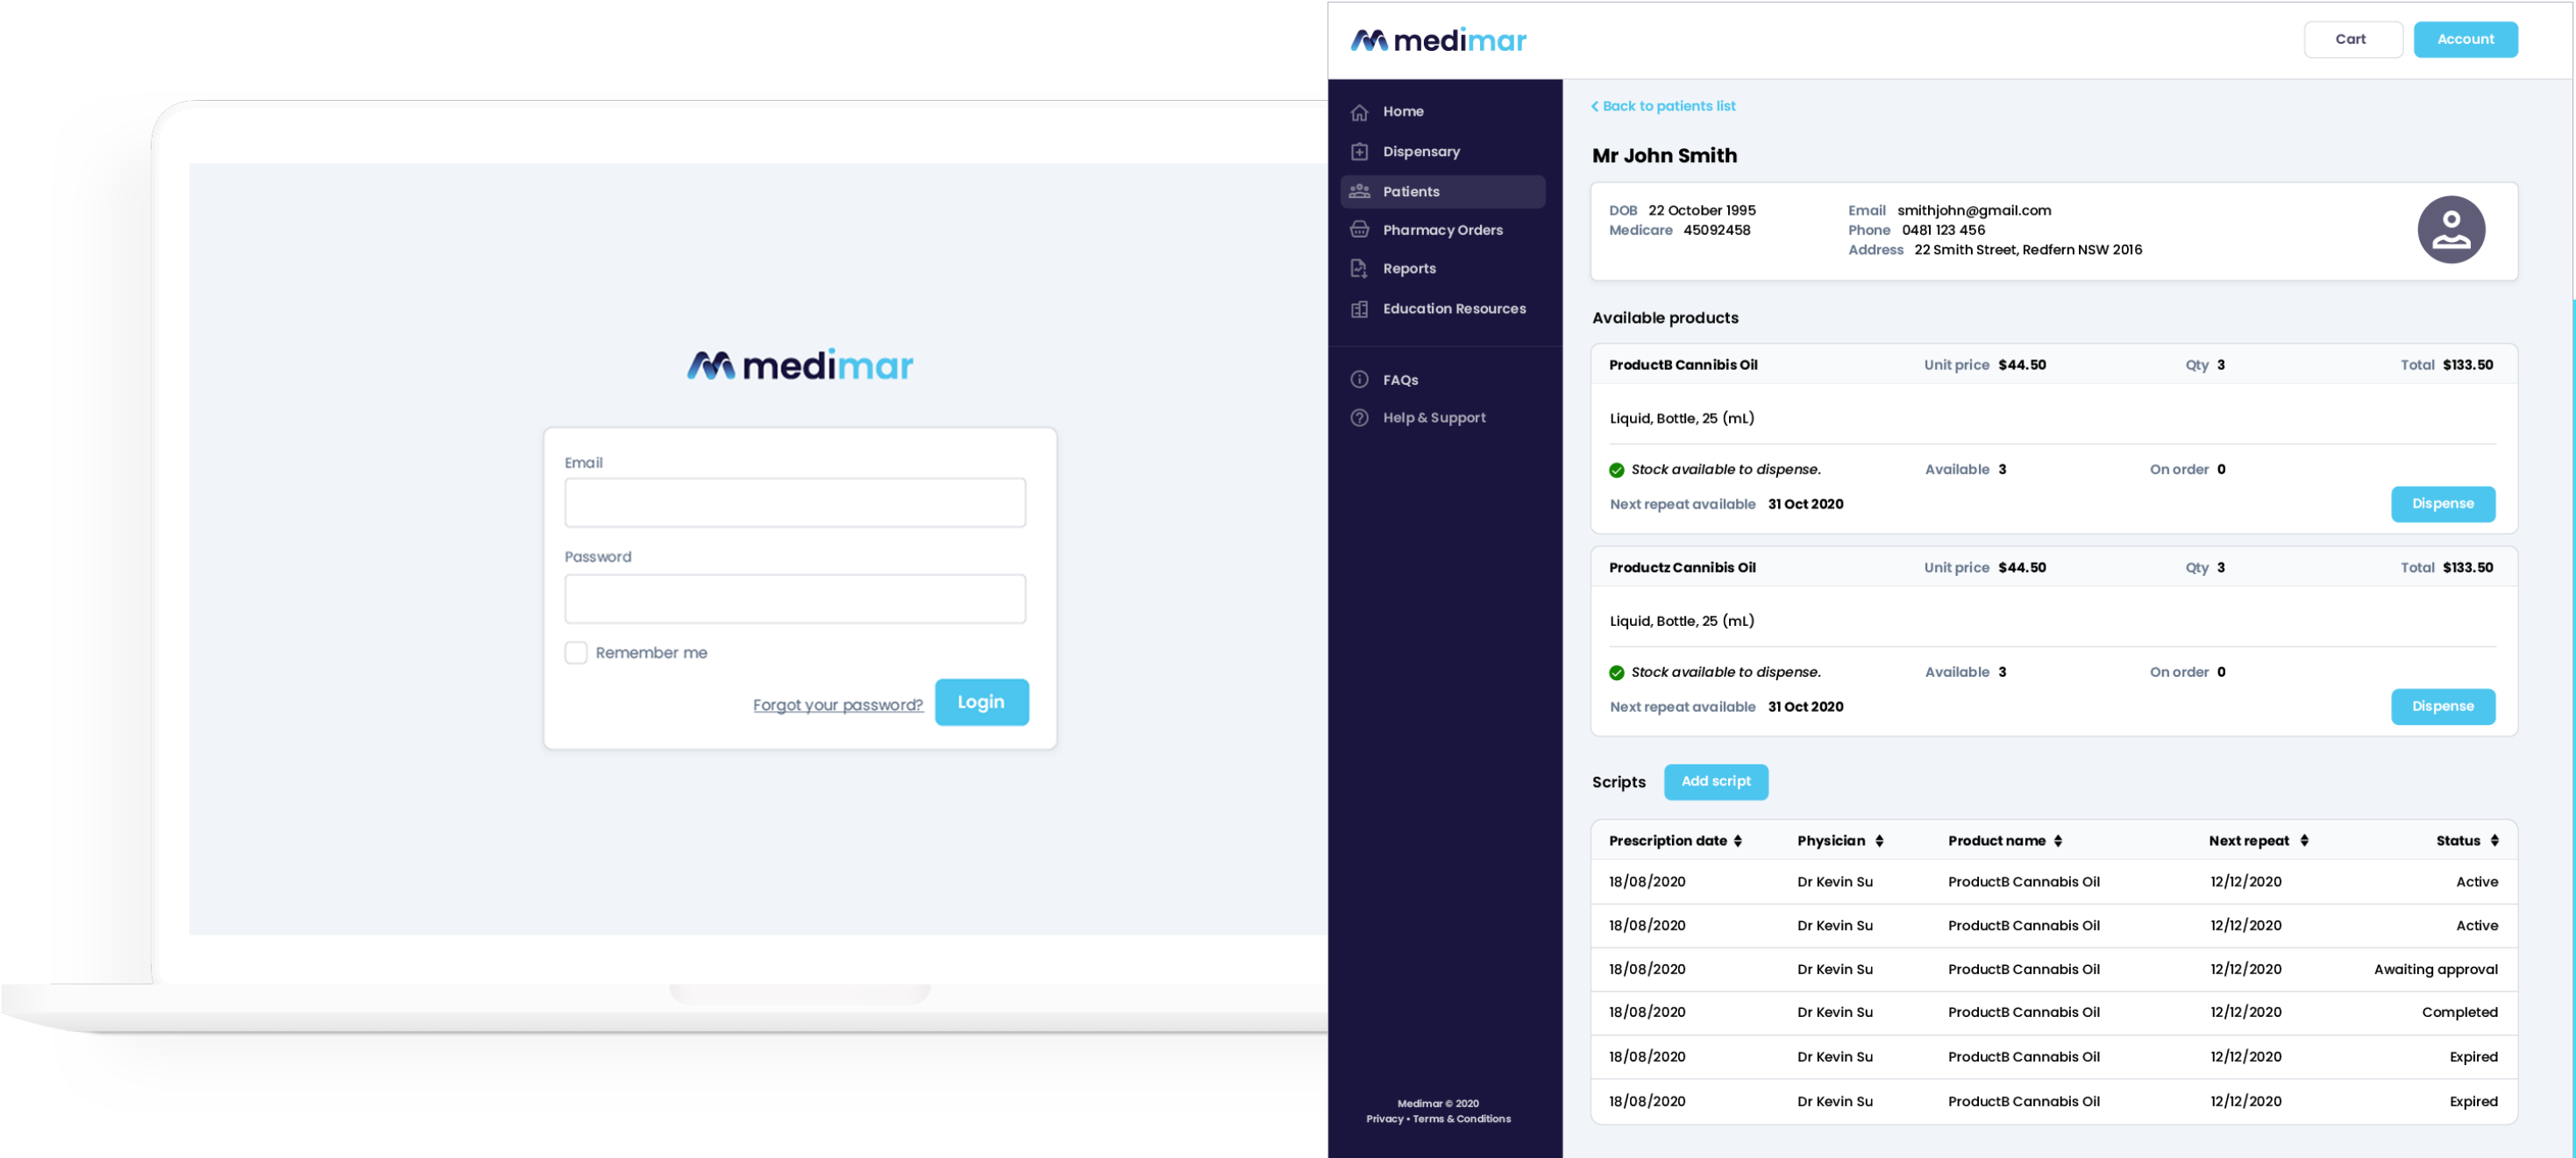 medimar
Email
Password
Remember me
Forgot your password? Login
medimar
Cart Account
Home
Dispensary
Patients
Pharmacy Orders
Reports
Education Resources
FAQs
Help & Support
Medimar © 2020
Privacy • Terms & Conditions
Back to patients list
Mr John Smith
DOB 22 October 1995
Medicare 45092458
Email smithjohn@gmail.com
Phone 0481 123 456
Address 22 Smith Street, Redfern NSW 2016
Available products
ProductB Cannibis Oil Unit price $44.50 Qty 3 Total $133.50
Liquid, Bottle, 25 (mL)
Stock available to dispense. Available 3 On order 0
Next repeat available 31 Oct 2020 Dispense
Productz Cannibis Oil Unit price $44.50 Qty 3 Total $133.50
Liquid, Bottle, 25 (mL)
Stock available to dispense. Available 3 On order 0
Next repeat available 31 Oct 2020 Dispense
Scripts Add script
Prescription date Physician Product name Next repeat Status
18/08/2020 Dr Kevin Su ProductB Cannabis Oil 12/12/2020 Active
18/08/2020 Dr Kevin Su ProductB Cannabis Oil 12/12/2020 Active
18/08/2020 Dr Kevin Su ProductB Cannabis Oil 12/12/2020 Awaiting approval
18/08/2020 Dr Kevin Su ProductB Cannabis Oil 12/12/2020 Completed
18/08/2020 Dr Kevin Su ProductB Cannabis Oil 12/12/2020 Expired
18/08/2020 Dr Kevin Su ProductB Cannabis Oil 12/12/2020 Expired